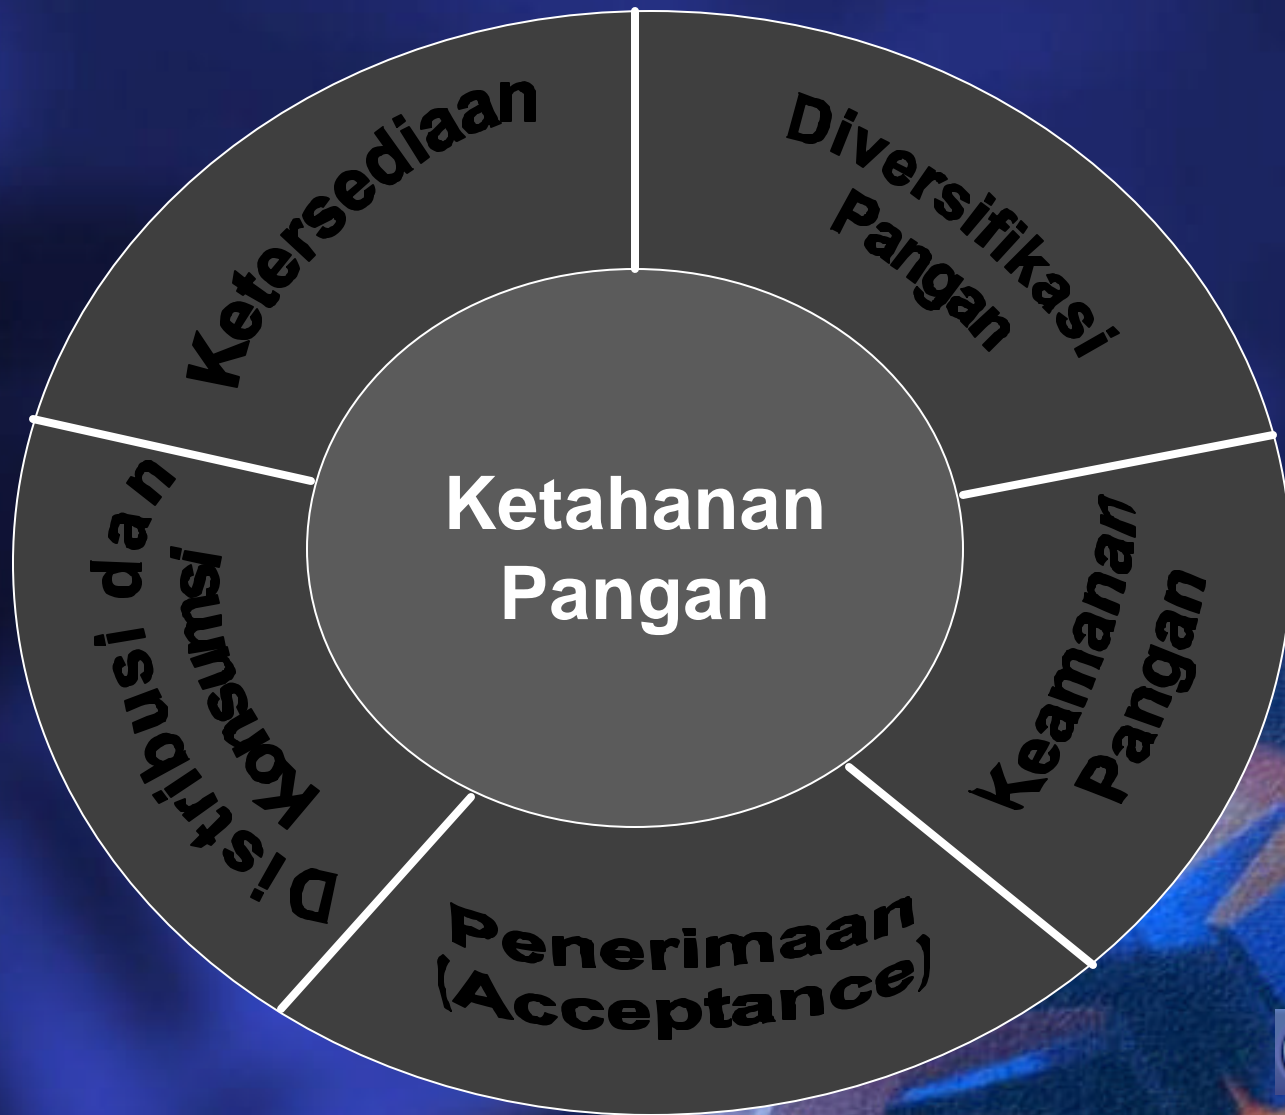 Ketersediaan
Diversifikasi
Pangan
Ketahanan
Pangan
Keamanan
Pangan
Penerimaan
(Acceptance)
Distribusi dan
Konsumsi